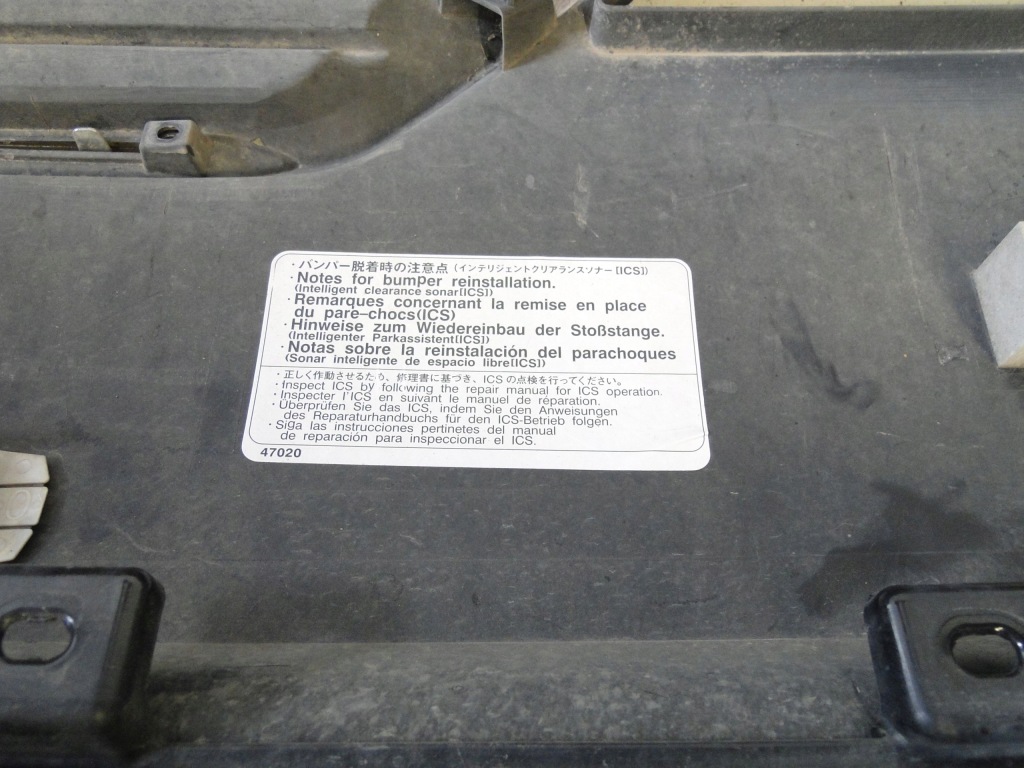 ・バンパー脱着時の注意点(インテリジェントクリアランスソナー[ICS])
・Notes for bumper reinstallation.
(Intelligent clearance sonar[ICS])
・Remarques concernant la remise en place
du pare-chocs(ICS)
・Hinweise zum Wiedereinbau der Stoßstange.
(Intelligenter Parkassistent[ICS])
・Notas sobre la reinstalación del parachoques
(Sonar inteligente de espacio libre[ICS])
・正しく作動させるため、修理書に基づき、ICSの点検を行ってください。
・Inspect ICS by following the repair manual for ICS operation.
・Inspecter l'ICS en suivant le manuel de réparation.
・Überprüfen Sie das ICS, indem Sie den Anweisungen
des Reparaturhandbuchs für den ICS-Betrieb folgen.
・Siga las instrucciones pertinetes del manual
de reparación para inspeccionar el ICS.
47020